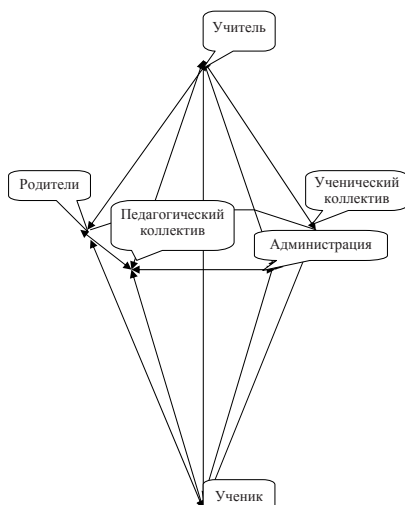 Учитель
Родители
Ученический
коллектив
Педагогический
коллектив
Администрация
Ученик